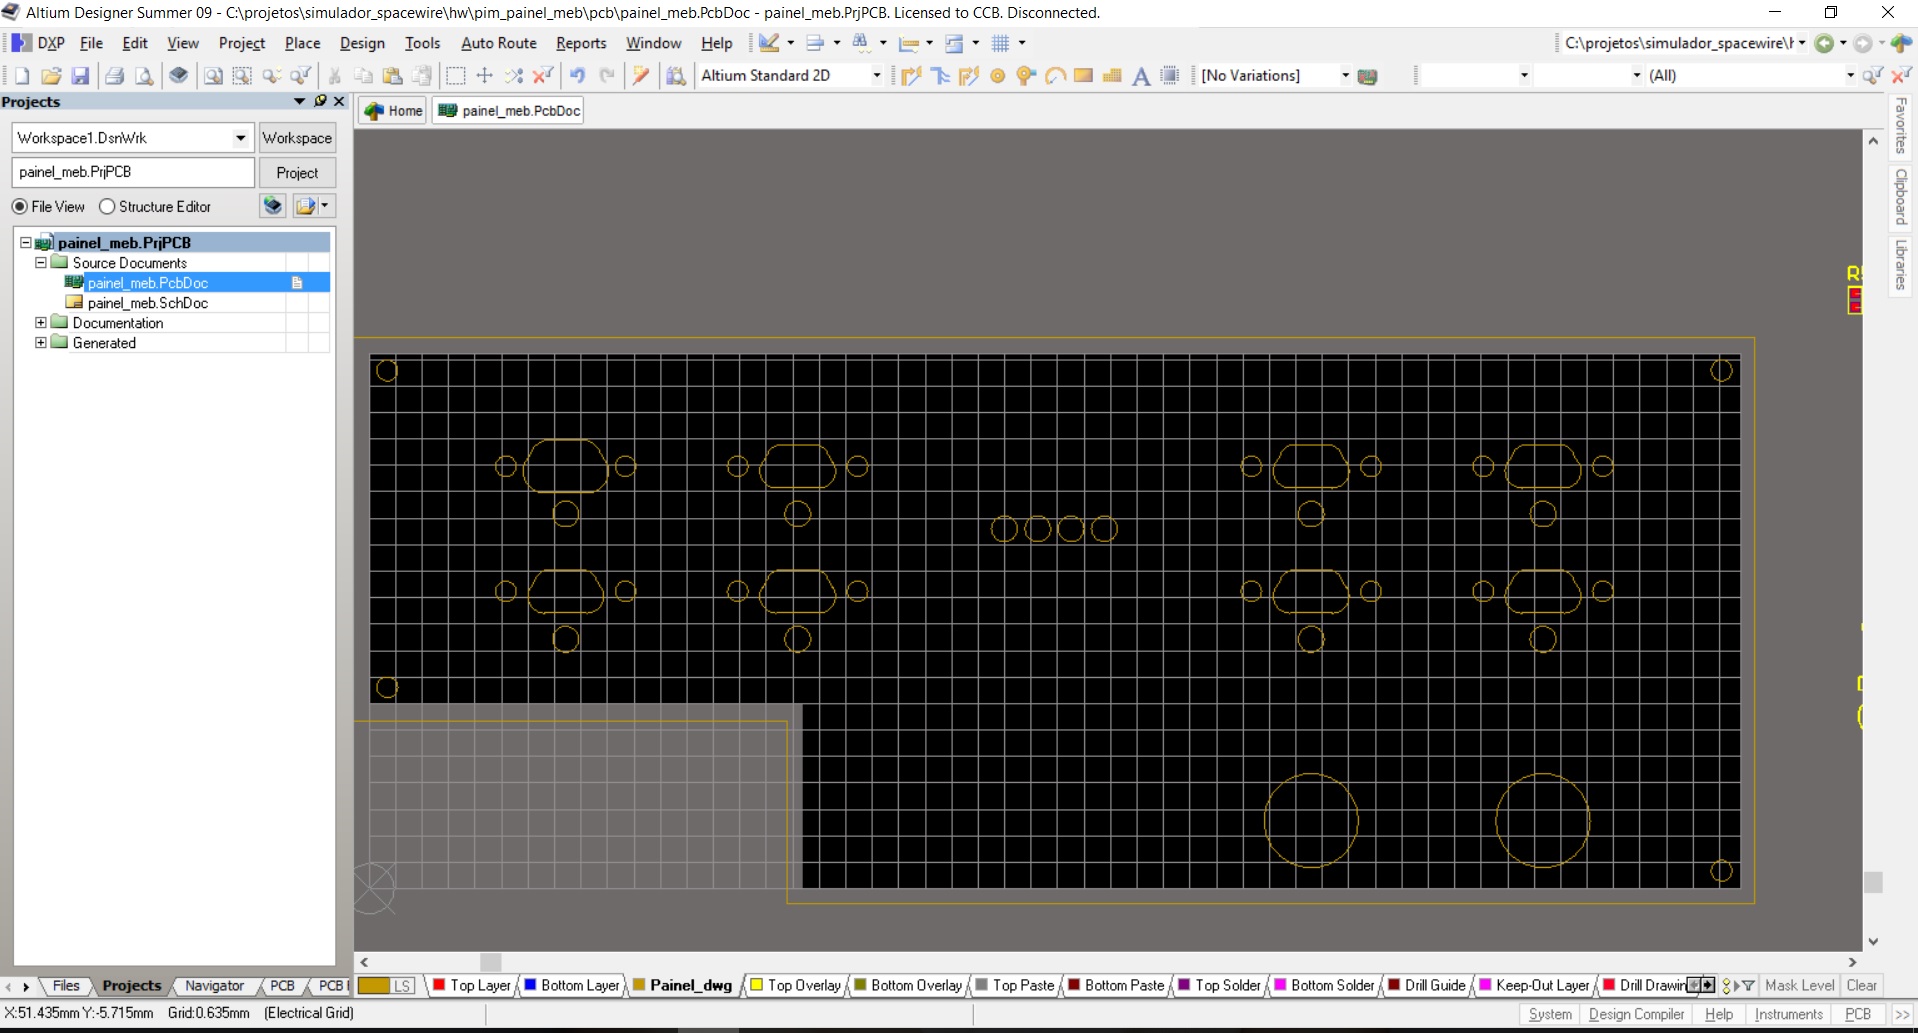 Altium Designer Summer 09 - C:\projetos\simulador_spacewire\hw\pim_painel_meb\pcb\painel_meb.PcbDoc - painel_meb.PrjPCB. Licensed to CCB. Disconnected.
DXP File Edit View Project Place Design Tools Auto Route Reports Window Help C:\projetos\simulador_spacewire\
Altium Standard 2D [No Variations] (All)
Projects
Home painel_meb.PcbDoc
Favorites
Clipboard
Libraries
Workspace1.DsnWrk Workspace
painel_meb.PrjPCB Project
File View Structure Editor
painel_meb.PrjPCB
Source Documents
painel_meb.PcbDoc
painel_meb.SchDoc
Documentation
Generated
Files Projects Navigator PCB PCB
LS Top Layer Bottom Layer Painel_dwg Top Overlay Bottom Overlay Top Paste Bottom Paste Top Solder Bottom Solder Drill Guide Keep-Out Layer Drill Drawin Mask Level Clear
X:51.435mm Y:-5.715mm Grid:0.635mm (Electrical Grid)
System Design Compiler Help Instruments PCB >>